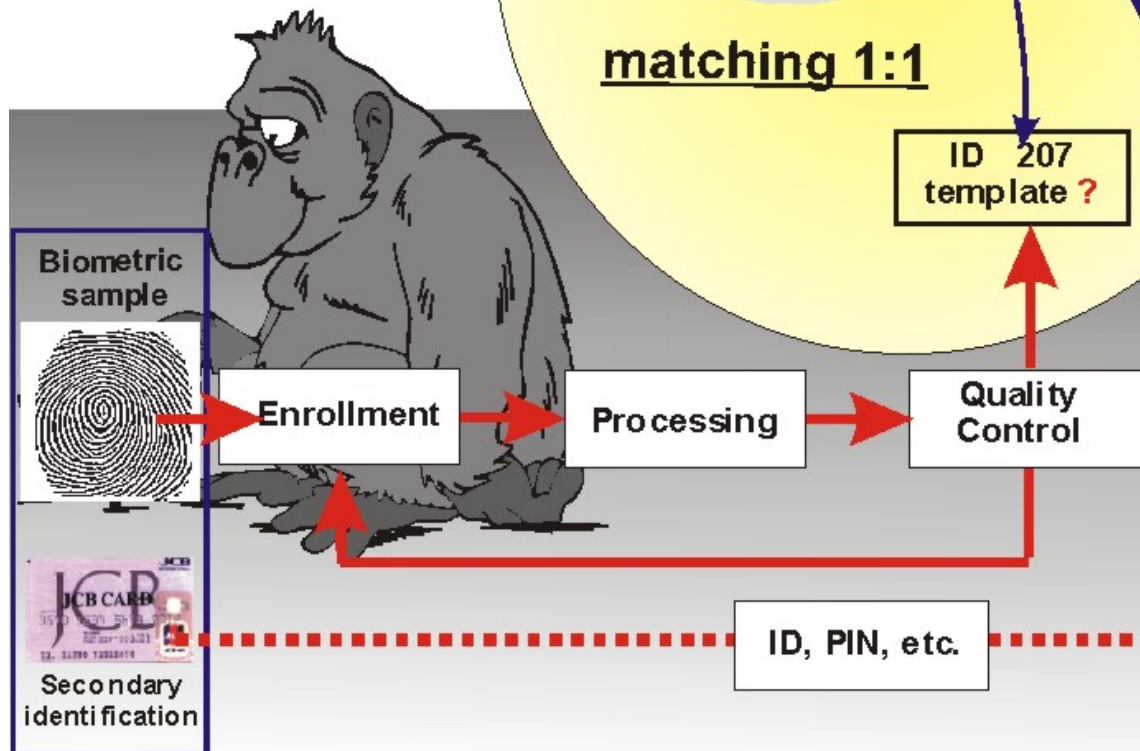 matching 1:1
ID 207
template ?
Biometric
sample
Enrollment
Processing
Quality
Control
JCB
JCB CARD
ID, PIN, etc.
Secondary
identification